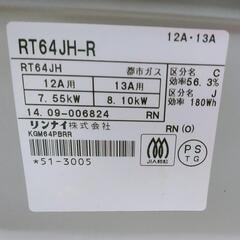 RT64JH-R
12A・13A
RT64JH
都市ガス
12A用
13A用
7.55kW
8.10kW
区分名 C
効率56.3%
区分名 J
効率 180Wh
14.09-006824
RN
リンナイ株式会社
KGM64PBRR
*51-3005
JIA
RN(O)
PS
TG